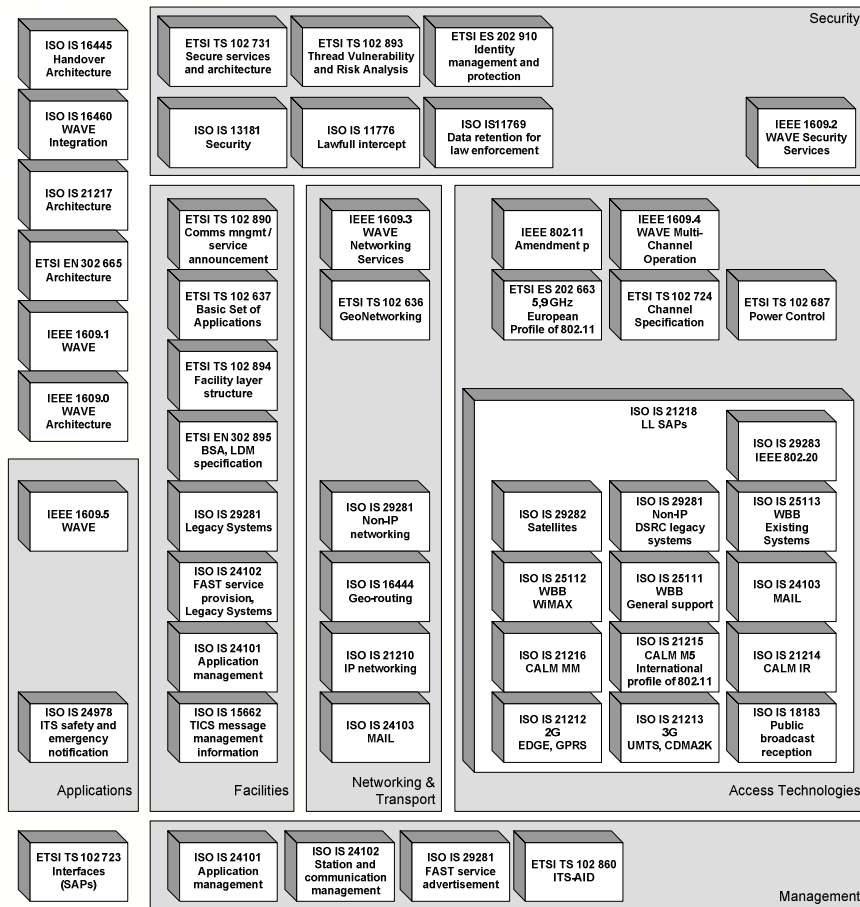 Security
ISO IS 16445
Handover
Architecture
ISO IS 16460
WAVE
Integration
ISO IS 21217
Architecture
ETSI EN 302 665
Architecture
IEEE 1609.1
WAVE
IEEE 1609.0
WAVE
Architecture
ETSI TS 102 731
Secure services
and architecture
ETSI TS 102 893
Thread Vulnerability
and Risk Analysis
ETSI ES 202 910
Identity
management and
protection
ISO IS 13181
Security
ISO IS 11776
Lawfull intercept
ISO IS11769
Data retention for
law enforcement
IEEE 1609.2
WAVE Security
Services
IEEE 1609.5
WAVE
ISO IS 24978
ITS safety and
emergency
notification
Applications
ETSI TS 102 890
Comms mngmt /
service
announcement
ETSI TS 102 637
Basic Set of
Applications
ETSI TS 102 894
Facility layer
structure
ETSI EN 302 895
BSA, LDM
specification
ISO IS 29281
Legacy Systems
ISO IS 24102
FAST service
provision,
Legacy Systems
ISO IS 24101
Application
management
ISO IS 15662
TICS message
management
information
Facilities
IEEE 1609.3
WAVE
Networking
Services
ETSI TS 102 636
GeoNetworking
ISO IS 29281
Non-IP
networking
ISO IS 16444
Geo-routing
ISO IS 21210
IP networking
ISO IS 24103
MAIL
Networking &
Transport
IEEE 802.11
Amendment p
IEEE 1609.4
WAVE Multi-
Channel
Operation
ETSI ES 202 663
5,9 GHz
European
Profile of 802.11
ETSI TS 102 724
Channel
Specification
ETSI TS 102 687
Power Control
ISO IS 21218
LL SAPs
ISO IS 29283
IEEE 802.20
ISO IS 29282
Satellites
ISO IS 29281
Non-IP
DSRC legacy
systems
ISO IS 25113
WBB
Existing
Systems
ISO IS 25112
WBB
WiMAX
ISO IS 25111
WBB
General support
ISO IS 24103
MAIL
ISO IS 21216
CALM MM
ISO IS 21215
CALM M5
International
profile of 802.11
ISO IS 21214
CALM IR
ISO IS 21212
2G
EDGE, GPRS
ISO IS 21213
3G
UMTS, CDMA2K
ISO IS 18183
Public
broadcast
reception
Access Technologies
ETSI TS 102 723
Interfaces
(SAPs)
ISO IS 24101
Application
management
ISO IS 24102
Station and
communication
management
ISO IS 29281
FAST service
advertisement
ETSI TS 102 860
ITS-AID
Management